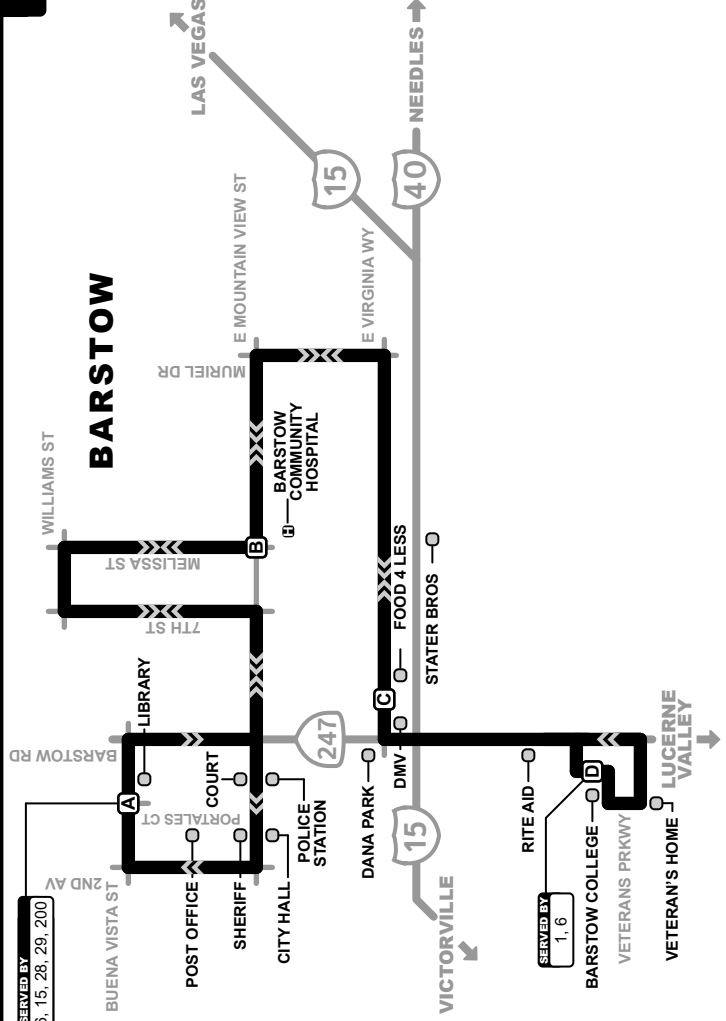 LAS VEGAS
NEEDLES
15
40
BARSTOW
E MOUNTAIN VIEW ST
E VIRGINIA WY
MURIEL DR
WILLIAMS ST
BARSTOW
COMMUNITY
HOSPITAL
H
MELISSA ST
B
7TH ST
FOOD 4 LESS
STATER BROS
LIBRARY
BARSTOW RD
247
C
COURT
A
PORTALES CT
POLICE
STATION
DANA PARK
DMV
LUCERNE
VALLEY
2ND AV
BUENA VISTA ST
POST OFFICE
SHERIFF
CITY HALL
15
VICTORVILLE
RITE AID
D
BARSTOW COLLEGE
VETERANS PRKWY
VETERAN'S HOME
SERVED BY
1, 6
SERVED BY
6, 15, 28, 29, 200